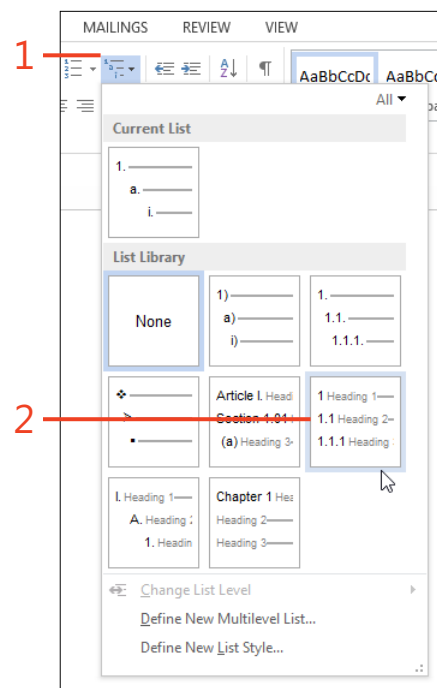 MAILINGS REVIEW VIEW
1
AaBbCcDc AaBbCc
All
Current List
1.
a.
i.
List Library
None
1)
a)
i)
1.
1.1.
1.1.1.
Article I. Headi
Section 1.01
(a) Heading 3
1 Heading 1
1.1 Heading 2
1.1.1 Heading
2
I. Heading 1
A. Heading 2
1. Headin
Chapter 1 Hea
Heading 2
Heading 3
Change List Level
Define New Multilevel List...
Define New List Style...